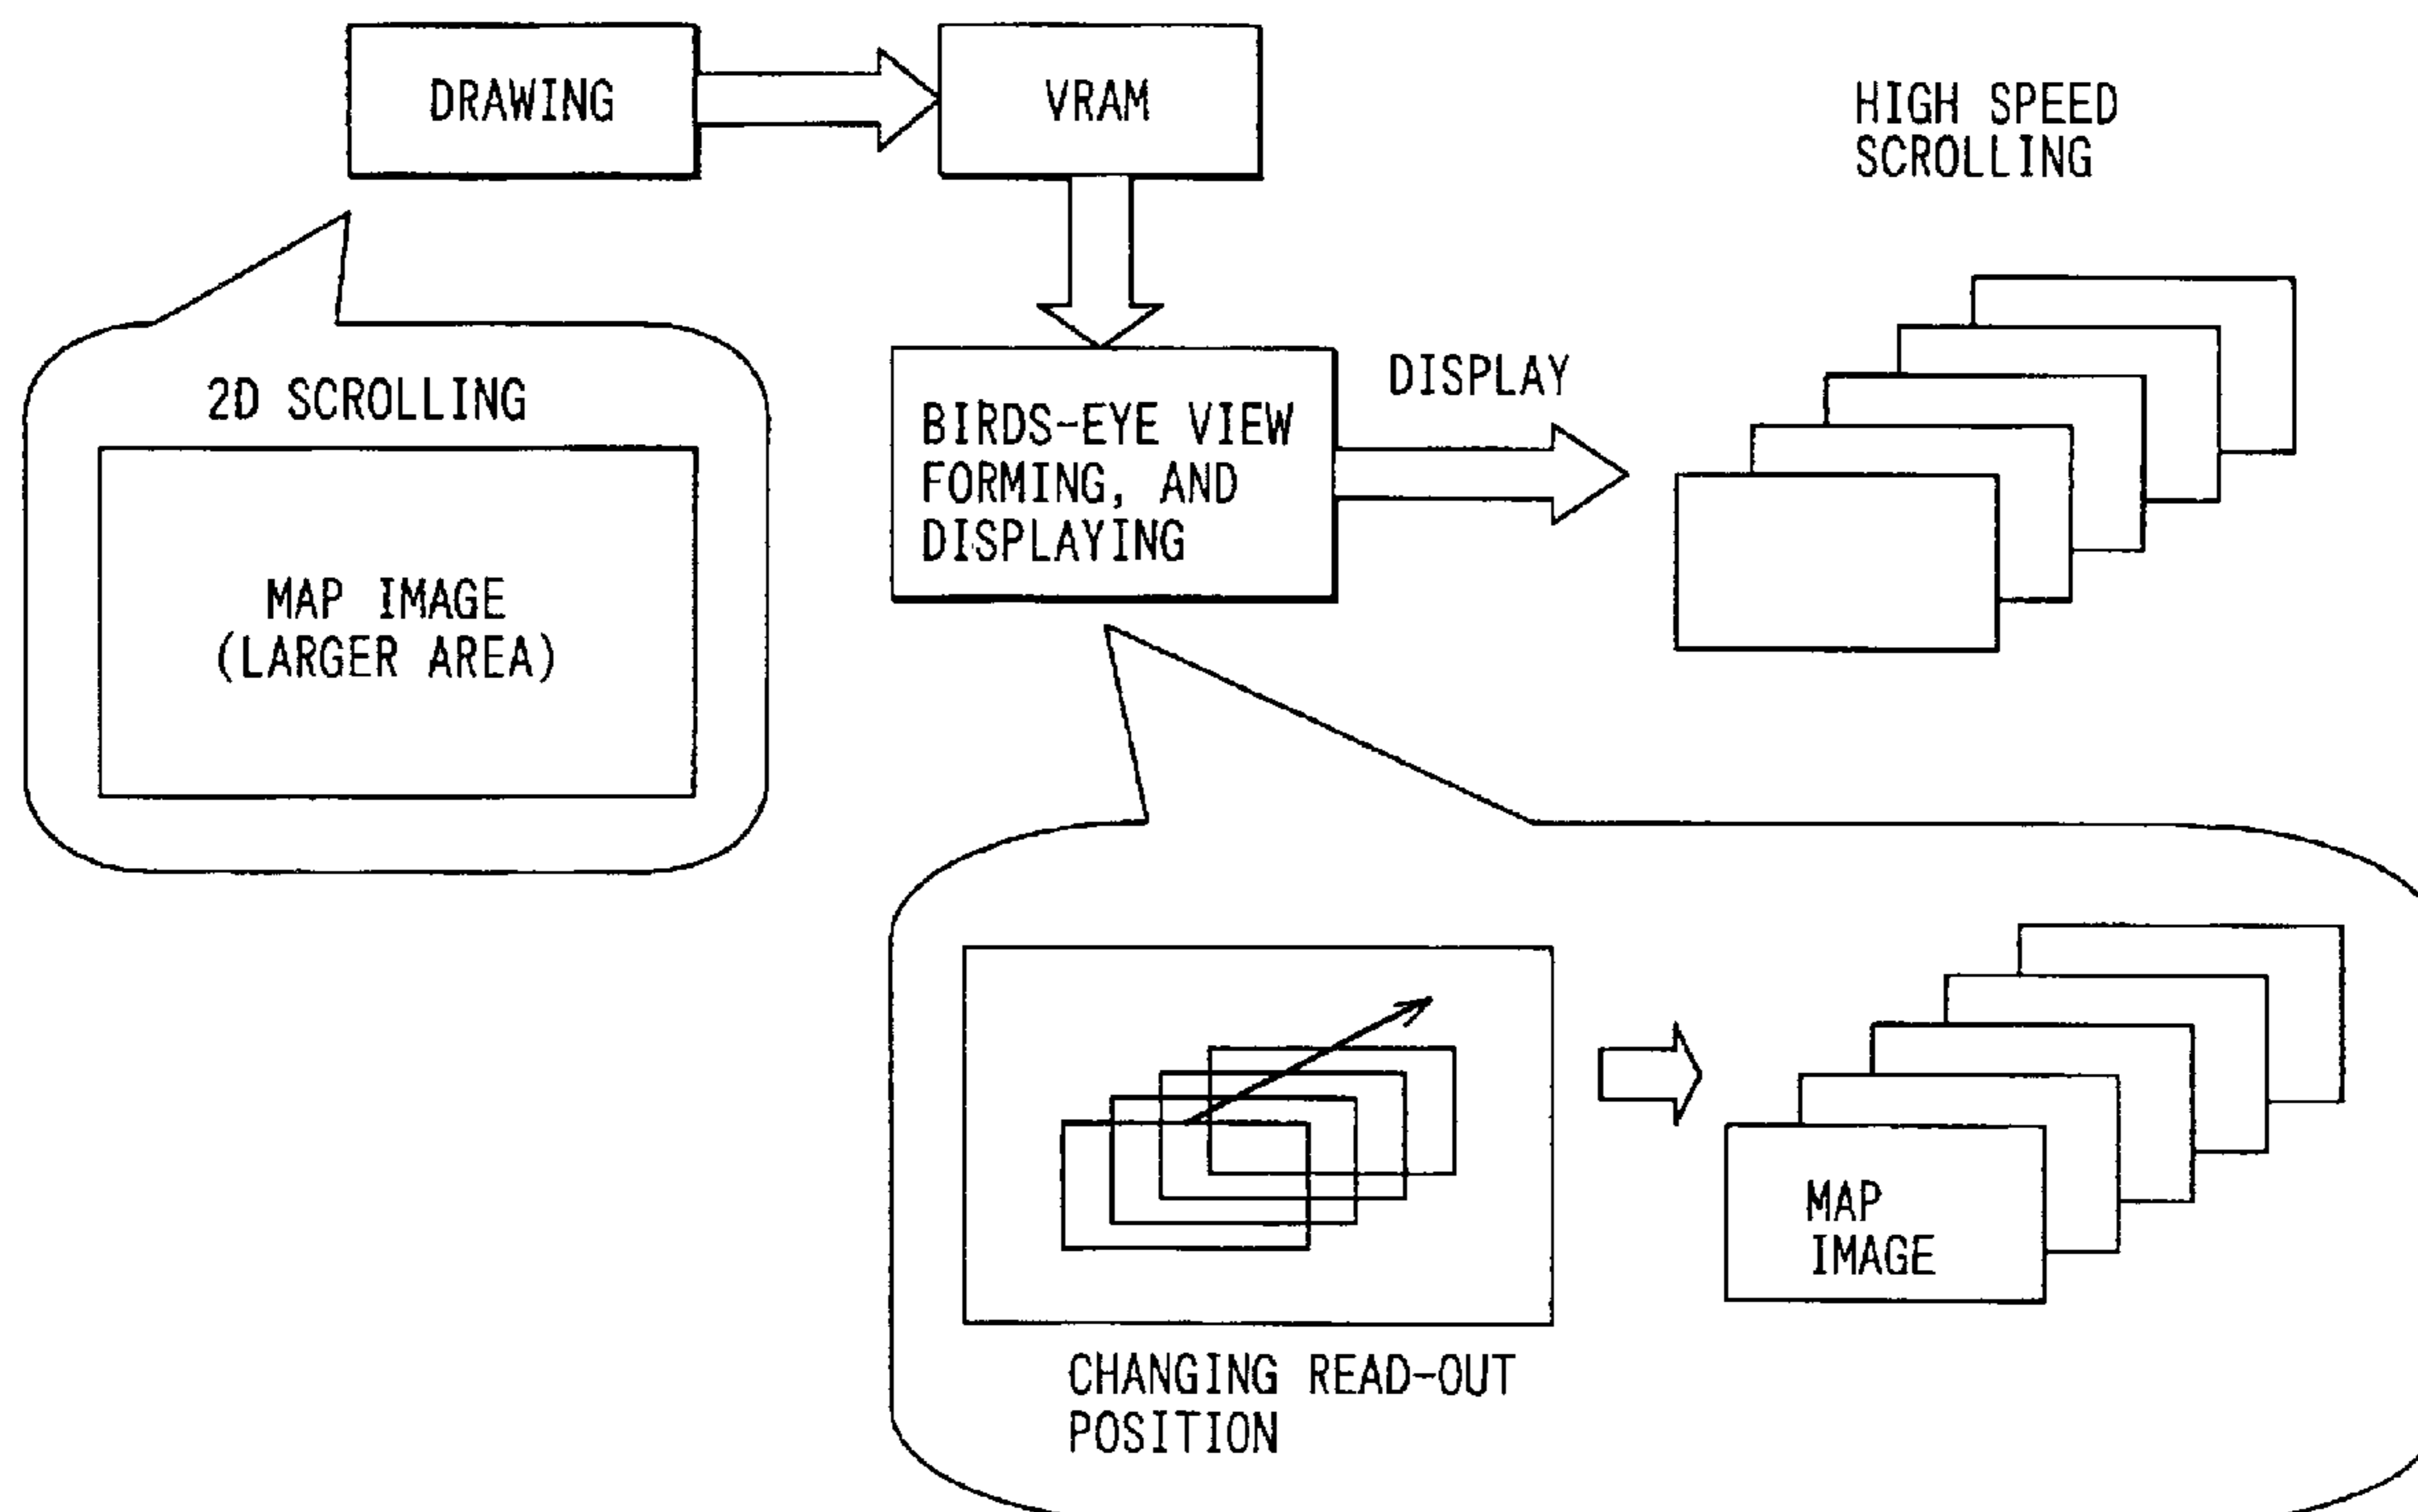 DRAWING
VRAM
HIGH SPEED
SCROLLING
2D SCROLLING
MAP IMAGE
(LARGER AREA)
BIRDS-EYE VIEW
FORMING, AND
DISPLAYING
DISPLAY
CHANGING READ-OUT
POSITION
MAP
IMAGE